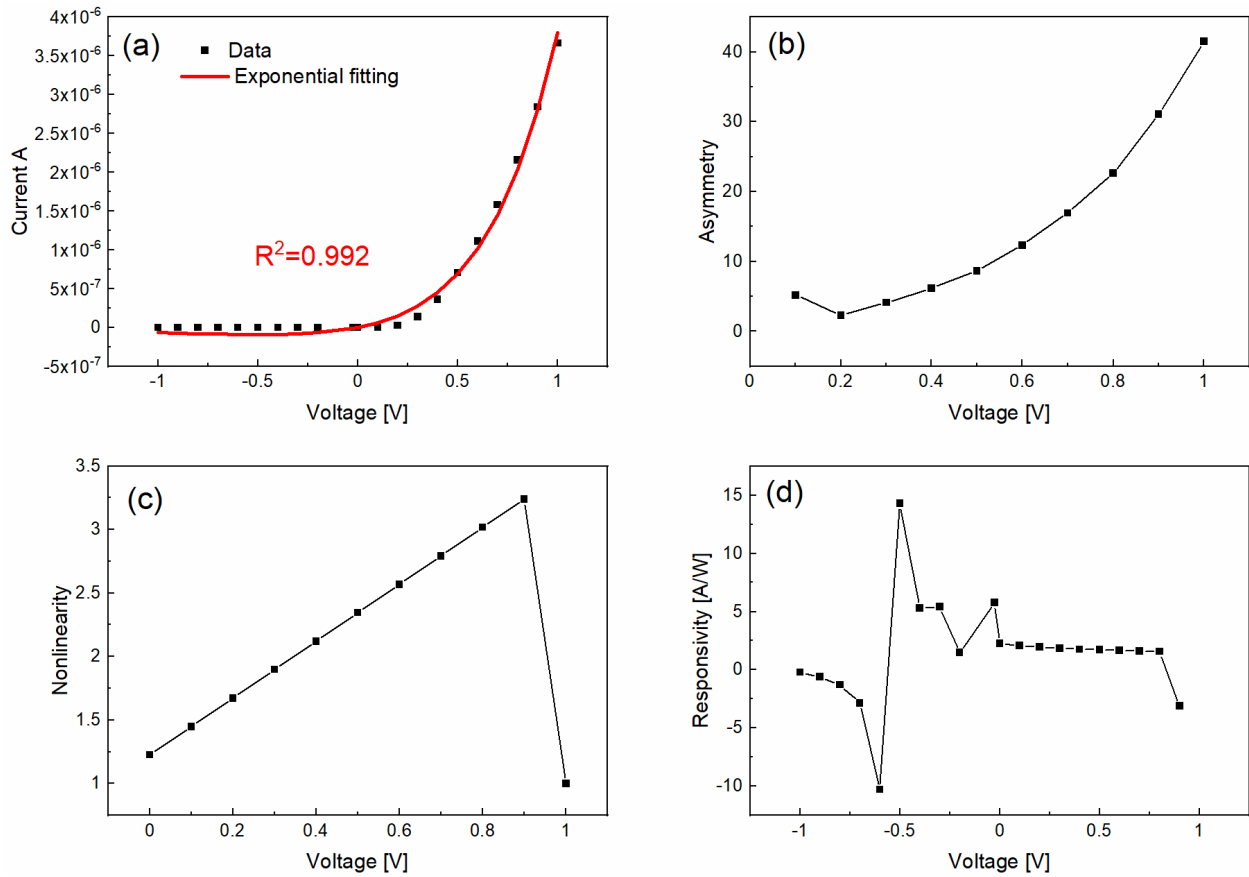 (a)
Data
Exponential fitting
R²=0.992
4x10⁻⁶
3.5x10⁻⁶
3x10⁻⁶
2.5x10⁻⁶
2x10⁻⁶
1.5x10⁻⁶
1x10⁻⁶
5x10⁻⁷
0
-5x10⁻⁷
Current A
-1 -0.5 0 0.5 1
Voltage [V]
(b)
40
30
20
10
0
Asymmetry
0 0.2 0.4 0.6 0.8 1
Voltage [V]
(c)
3.5
3
2.5
2
1.5
1
Nonlinearity
0 0.2 0.4 0.6 0.8 1
Voltage [V]
(d)
15
10
5
0
-5
-10
Responsivity [A/W]
-1 -0.5 0 0.5 1
Voltage [V]